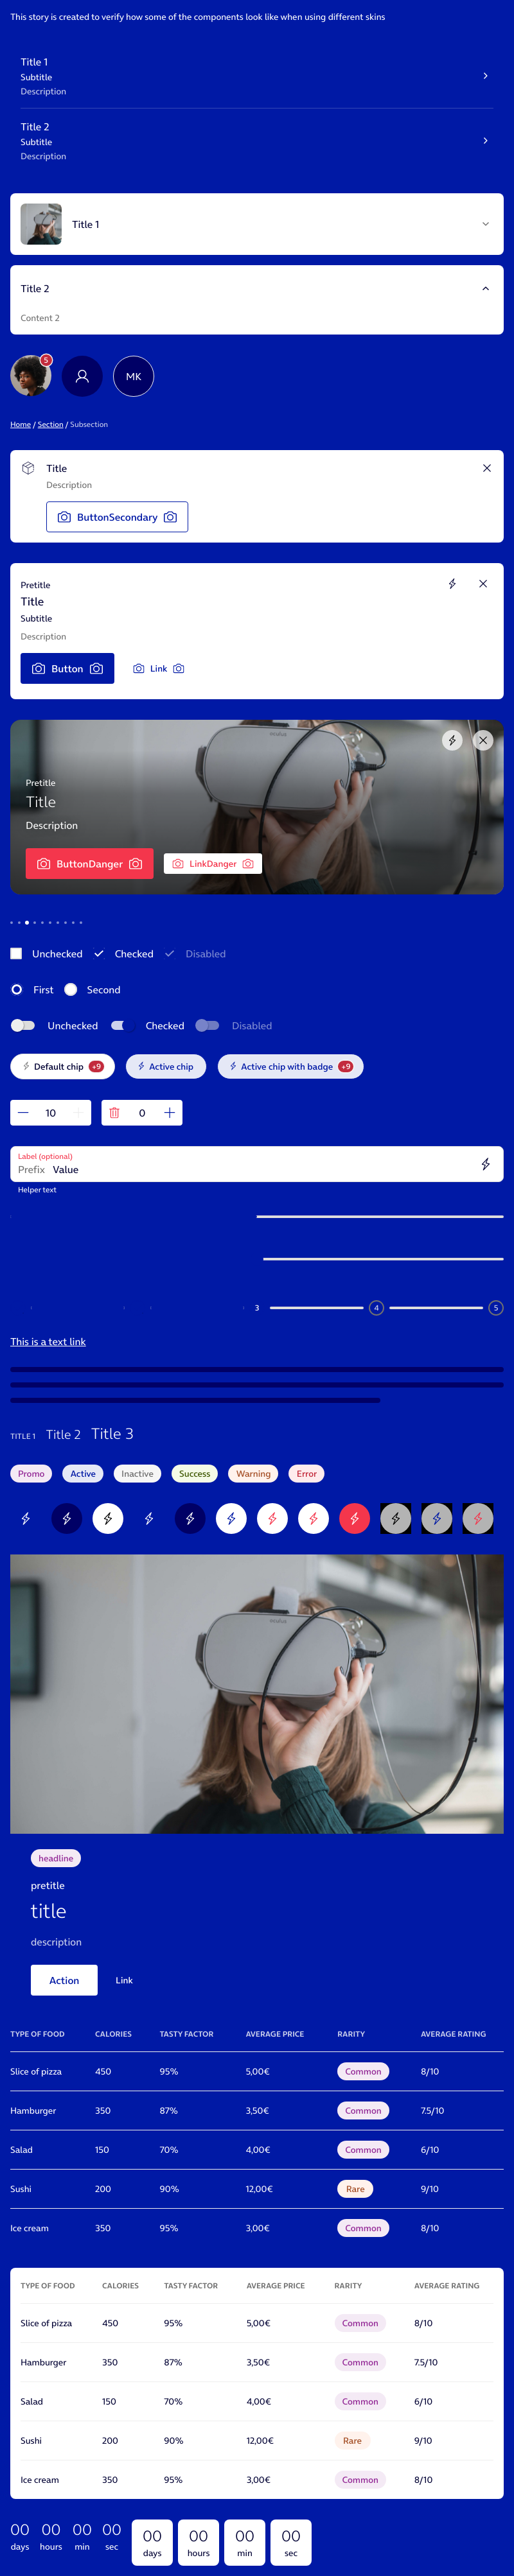 This story is created to verify how some of the components look like when using different skins
Title 1
Subtitle
Description
Title 2
Subtitle
Description
Title 1
Title 2
Content 2
5
MK
Home / Section / Subsection
Title
Description
ButtonSecondary
Pretitle
Title
Subtitle
Description
Button Link
Pretitle
Title
Description
ButtonDanger LinkDanger
Unchecked Checked Disabled
First Second
Unchecked Checked Disabled
Default chip +9 Active chip Active chip with badge +9
10 0
Label (optional)
Prefix Value
Helper text
3 4 5
This is a text link
TITLE 1 Title 2 Title 3
Promo Active Inactive Success Warning Error
headline
pretitle
title
description
Action Link
TYPE OF FOOD CALORIES TASTY FACTOR AVERAGE PRICE RARITY AVERAGE RATING
Slice of pizza 450 95% 5,00€ Common 8/10
Hamburger 350 87% 3,50€ Common 7.5/10
Salad 150 70% 4,00€ Common 6/10
Sushi 200 90% 12,00€ Rare 9/10
Ice cream 350 95% 3,00€ Common 8/10
TYPE OF FOOD CALORIES TASTY FACTOR AVERAGE PRICE RARITY AVERAGE RATING
Slice of pizza 450 95% 5,00€ Common 8/10
Hamburger 350 87% 3,50€ Common 7.5/10
Salad 150 70% 4,00€ Common 6/10
Sushi 200 90% 12,00€ Rare 9/10
Ice cream 350 95% 3,00€ Common 8/10
00 00 00 00 00 00 00 00
days hours min sec days hours min sec